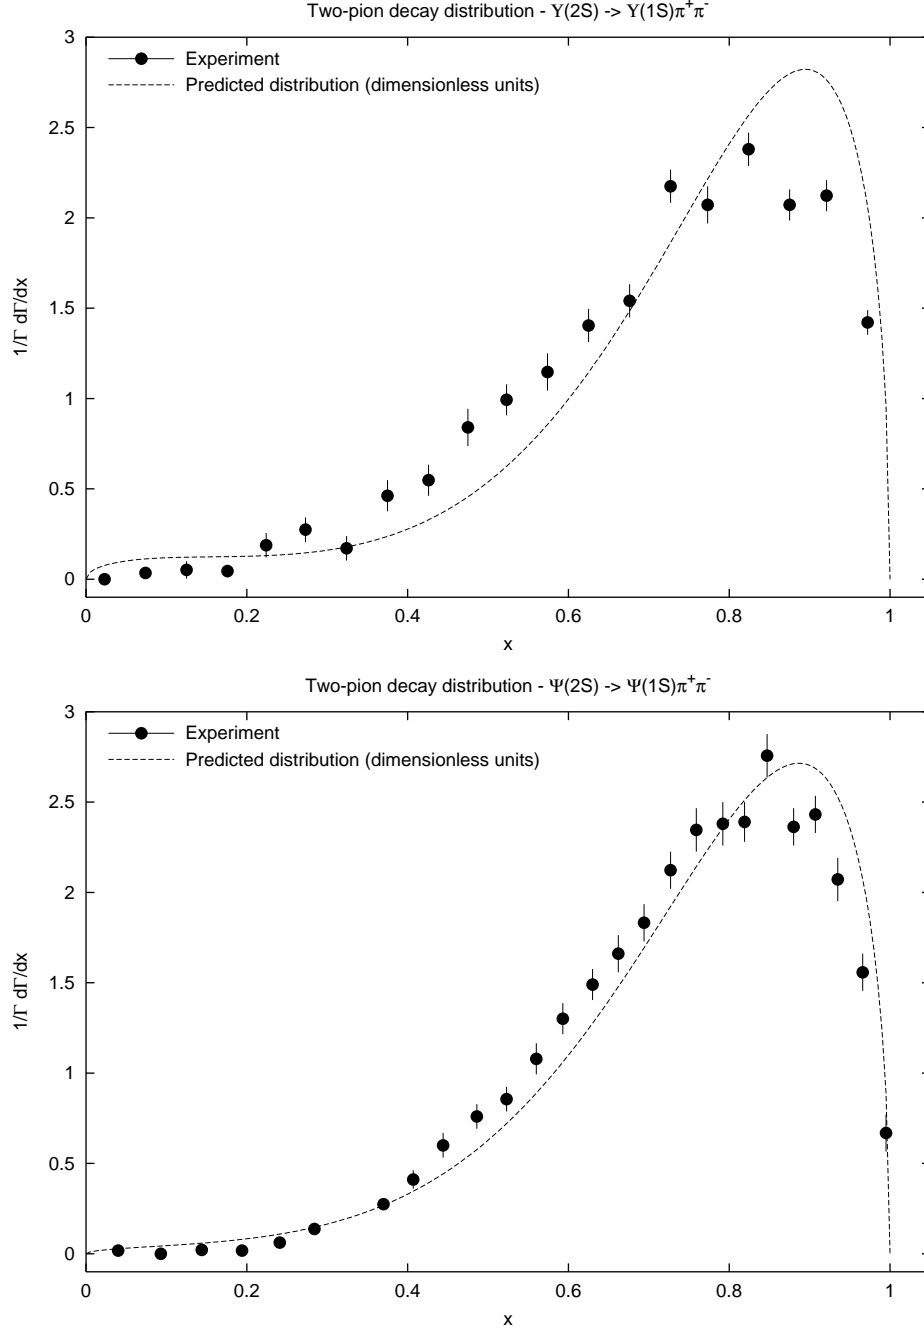 Two-pion decay distribution - ϒ(2S) -> ϒ(1S)π⁺π⁻
3
Experiment
Predicted distribution (dimensionless units)
2.5
2
1.5
1
0.5
0
1/Γ dΓ/dx
0 0.2 0.4 0.6 0.8 1
x
Two-pion decay distribution - Ψ(2S) -> Ψ(1S)π⁺π⁻
3
Experiment
Predicted distribution (dimensionless units)
2.5
2
1.5
1
0.5
0
1/Γ dΓ/dx
0 0.2 0.4 0.6 0.8 1
x